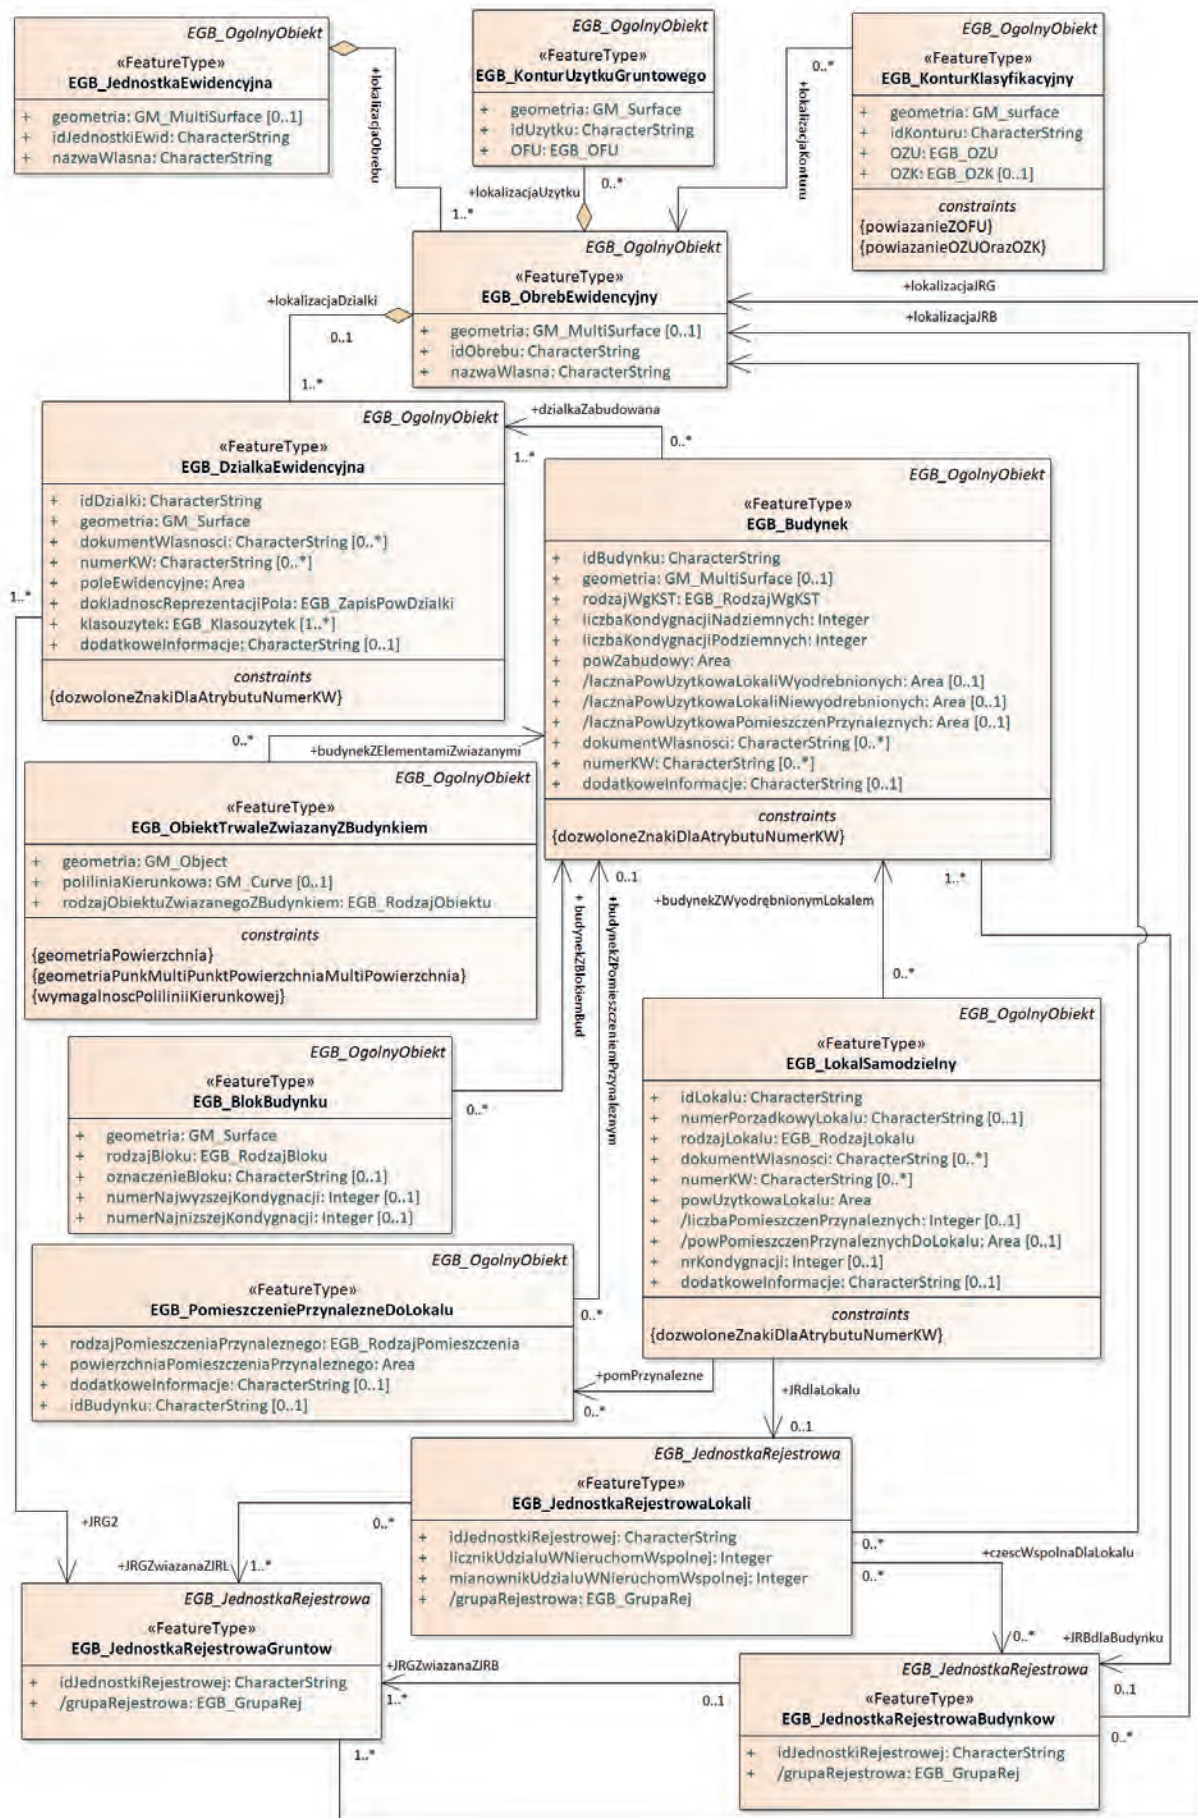 EGB_OgolnyObiekt
«FeatureType»
EGB_JednostkaEwidencyjna
+ geometria: GM_MultiSurface [0..1]
+ idJednostkiEwid: CharacterString
+ nazwaWlasna: CharacterString
+lokalizacjaObrebu
1..*
EGB_OgolnyObiekt
«FeatureType»
EGB_KonturUzytkuGruntowego
+ geometria: GM_Surface
+ idUzytku: CharacterString
+ OFU: EGB_OFU
+lokalizacjaUzytku
0..*
EGB_OgolnyObiekt
«FeatureType»
EGB_KonturKlasyfikacyjny
+ geometria: GM_surface
+ idKonturu: CharacterString
+ OZU: EGB_OZU
+ OZK: EGB_OZK [0..1]
constraints
{powiazanieZOFU}
{powiazanieOZUOrazOZK}
0..*
+lokalizacjaKonturu
EGB_OgolnyObiekt
«FeatureType»
EGB_ObrebEwidencyjny
+ geometria: GM_MultiSurface [0..1]
+ idObrebu: CharacterString
+ nazwaWlasna: CharacterString
+lokalizacjaJRG
+lokalizacjaJRB
+lokalizacjaDzialki
0..1
1..*
EGB_OgolnyObiekt
«FeatureType»
EGB_DzialkaEwidencyjna
+ idDzialki: CharacterString
+ geometria: GM_Surface
+ dokumentWlasnosci: CharacterString [0..*]
+ numerKW: CharacterString [0..*]
+ poleEwidencyjne: Area
+ dokladnoscReprezentacjiPola: EGB_ZapisPowDzialki
+ klasouzytek: EGB_Klasouzytek [1..*]
+ dodatkoweInformacje: CharacterString [0..1]
constraints
{dozwoloneZnakiDlaAtrybutuNumerKW}
1..*
+dzialkaZabudowana
1..*
0..*
EGB_OgolnyObiekt
«FeatureType»
EGB_Budynek
+ idBudynku: CharacterString
+ geometria: GM_MultiSurface [0..1]
+ rodzajWgKST: EGB_RodzajWgKST
+ liczbaKondygnacjiNadziemnych: Integer
+ liczbaKondygnacjiPodziemnych: Integer
+ powZabudowy: Area
+ /lacznaPowUzytkowaLokaliWyodrebnionych: Area [0..1]
+ /lacznaPowUzytkowaLokaliNiewyodrebnionych: Area [0..1]
+ /lacznaPowUzytkowaPomieszczenPrzynaleznych: Area [0..1]
+ dokumentWlasnosci: CharacterString [0..*]
+ numerKW: CharacterString [0..*]
+ dodatkoweInformacje: CharacterString [0..1]
constraints
{dozwoloneZnakiDlaAtrybutuNumerKW}
0..*
+budynekZElementamiZwiazanymi
EGB_OgolnyObiekt
«FeatureType»
EGB_ObiektTrwaleZwiazanyZBudynkiem
+ geometria: GM_Object
+ poliliniaKierunkowa: GM_Curve [0..1]
+ rodzajObiektuZwiazanegoZBudynkiem: EGB_RodzajObiektu
constraints
{geometriaPowierzchnia}
{geometriaPunkMultiPunktPowierzchniaMultiPowierzchnia}
{wymagalnoscPoliliniiKierunkowej}
+ budynekZBlokiemBud
0..1
+budynekZPomieszczeniemPrzynaleznym
+budynekZWyodrębnionymLokalem
0..*
1..*
EGB_OgolnyObiekt
«FeatureType»
EGB_BlokBudynku
+ geometria: GM_Surface
+ rodzajBloku: EGB_RodzajBloku
+ oznaczenieBloku: CharacterString [0..1]
+ numerNajwyzszejKondygnacji: Integer [0..1]
+ numerNajnizszejKondygnacji: Integer [0..1]
0..*
EGB_OgolnyObiekt
«FeatureType»
EGB_LokalSamodzielny
+ idLokalu: CharacterString
+ numerPorzadkowyLokalu: CharacterString [0..1]
+ rodzajLokalu: EGB_RodzajLokalu
+ dokumentWlasnosci: CharacterString [0..*]
+ numerKW: CharacterString [0..*]
+ powUzytkowaLokalu: Area
+ /liczbaPomieszczenPrzynaleznych: Integer [0..1]
+ /powPomieszczenPrzynaleznychDoLokalu: Area [0..1]
+ nrKondygnacji: Integer [0..1]
+ dodatkoweInformacje: CharacterString [0..1]
constraints
{dozwoloneZnakiDlaAtrybutuNumerKW}
EGB_OgolnyObiekt
«FeatureType»
EGB_PomieszczeniePrzynalezneDoLokalu
+ rodzajPomieszczeniaPrzynaleznego: EGB_RodzajPomieszczenia
+ powierzchniaPomieszczeniaPrzynaleznego: Area
+ dodatkoweInformacje: CharacterString [0..1]
+ idBudynku: CharacterString [0..1]
0..*
+pomPrzynalezne
0..*
+JRdlaLokalu
0..1
EGB_JednostkaRejestrowa
«FeatureType»
EGB_JednostkaRejestrowaLokali
+ idJednostkiRejestrowej: CharacterString
+ licznikUdzialuWNieruchomWspolnej: Integer
+ mianownikUdzialuWNieruchomWspolnej: Integer
+ /grupaRejestrowa: EGB_GrupaRej
0..*
+JRG2
+JRGZwiazanaZJRL
1..*
0..*
+czescWspolnaDlaLokalu
0..*
0..*
+JRBdlaBudynku
0..1
EGB_JednostkaRejestrowa
«FeatureType»
EGB_JednostkaRejestrowaGruntow
+ idJednostkiRejestrowej: CharacterString
+ /grupaRejestrowa: EGB_GrupaRej
1..*
+JRGZwiazanaZJRB
1..*
0..1
EGB_JednostkaRejestrowa
«FeatureType»
EGB_JednostkaRejestrowaBudynkow
+ idJednostkiRejestrowej: CharacterString
+ /grupaRejestrowa: EGB_GrupaRej
0..*